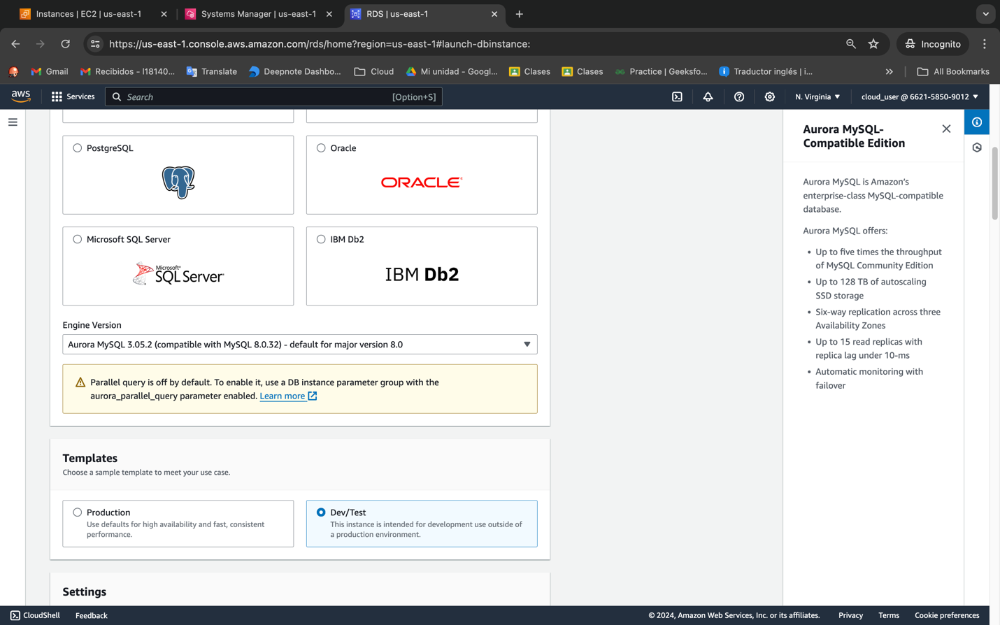 Instances | EC2 | us-east-1
Systems Manager | us-east-1
RDS | us-east-1
https://us-east-1.console.aws.amazon.com/rds/home?region=us-east-1#launch-dbinstance:
Incognito
Gmail
Recibidos - l18140...
Translate
Deepnote Dashbo...
Cloud
Mi unidad - Googl...
Clases
Clases
Practice | Geeksfo...
Traductor inglés | i...
All Bookmarks
aws
Services
Search
[Option+S]
N. Virginia
cloud_user @ 6621-5850-9012
PostgreSQL
Oracle
ORACLE
Microsoft SQL Server
IBM Db2
Microsoft
SQL Server
IBM Db2
Engine Version
Aurora MySQL 3.05.2 (compatible with MySQL 8.0.32) - default for major version 8.0
Parallel query is off by default. To enable it, use a DB instance parameter group with the
aurora_parallel_query parameter enabled. Learn more
Templates
Choose a sample template to meet your use case.
Production
Use defaults for high availability and fast, consistent
performance.
Dev/Test
This instance is intended for development use outside of
a production environment.
Settings
Aurora MySQL-
Compatible Edition
Aurora MySQL is Amazon's
enterprise-class MySQL-compatible
database.
Aurora MySQL offers:
• Up to five times the throughput
of MySQL Community Edition
• Up to 128 TB of autoscaling
SSD storage
• Six-way replication across three
Availability Zones
• Up to 15 read replicas with
replica lag under 10-ms
• Automatic monitoring with
failover
CloudShell
Feedback
© 2024, Amazon Web Services, Inc. or its affiliates.
Privacy
Terms
Cookie preferences